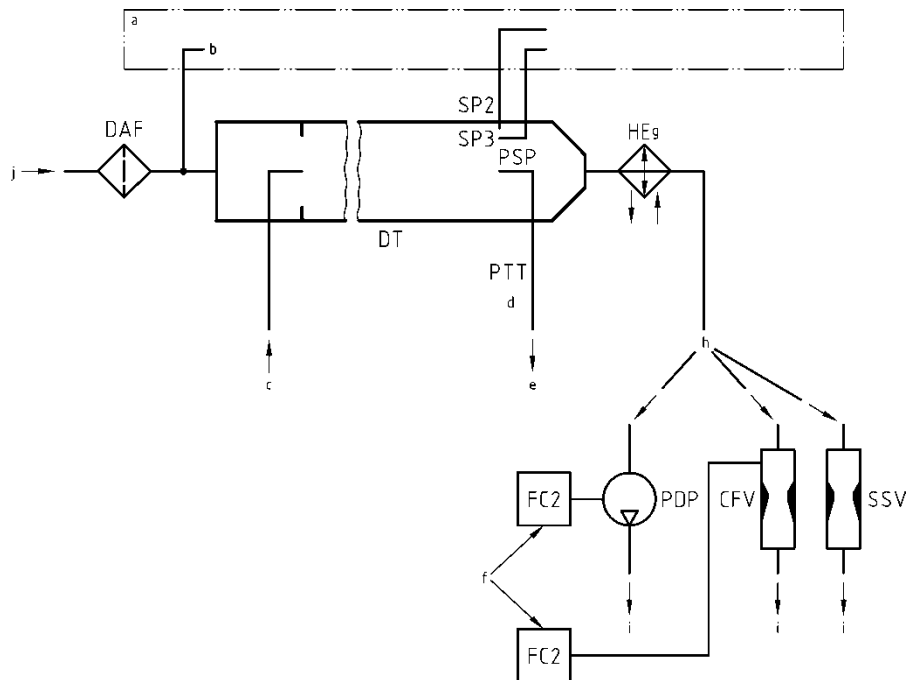 a
b
SP2
DAF
SP3
HEg
PSP
j
DT
PTT
d
c
e
h
FC2
PDP
CFV
SSV
f
i
i
i
FC2